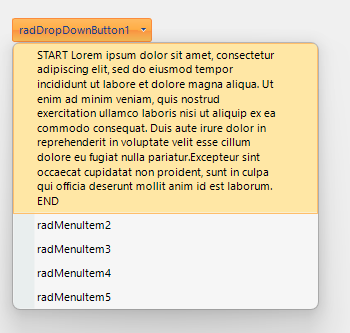 radDropDownButton1
START Lorem ipsum dolor sit amet, consectetur
adipiscing elit, sed do eiusmod tempor
incididunt ut labore et dolore magna aliqua. Ut
enim ad minim veniam, quis nostrud
exercitation ullamco laboris nisi ut aliquip ex ea
commodo consequat. Duis aute irure dolor in
reprehenderit in voluptate velit esse cillum
dolore eu fugiat nulla pariatur.Excepteur sint
occaecat cupidatat non proident, sunt in culpa
qui officia deserunt mollit anim id est laborum.
END
radMenuItem2
radMenuItem3
radMenuItem4
radMenuItem5